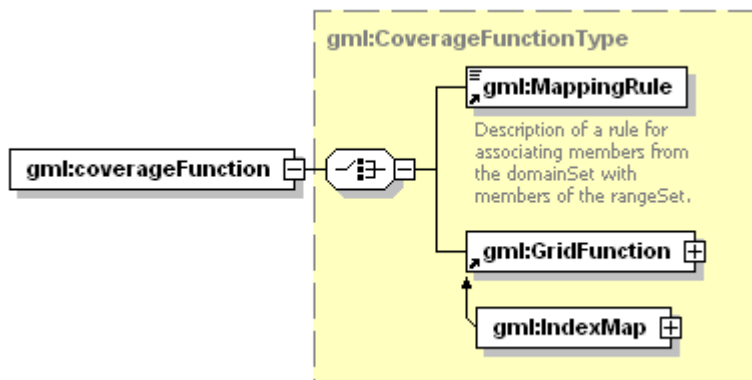 gml:CoverageFunctionType
gml:MappingRule
Description of a rule for
associating members from
the domainSet with
members of the rangeSet.
gml:coverageFunction
gml:GridFunction
gml:IndexMap